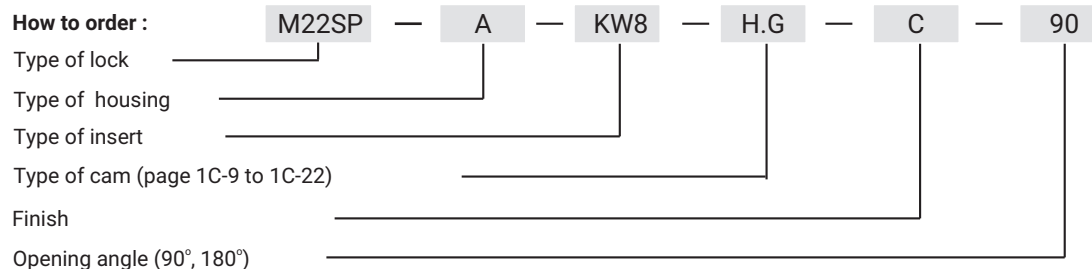 How to order : M22SP — A — KW8 — H.G — C — 90
Type of lock
Type of housing
Type of insert
Type of cam (page 1C-9 to 1C-22)
Finish
Opening angle (90°, 180°)